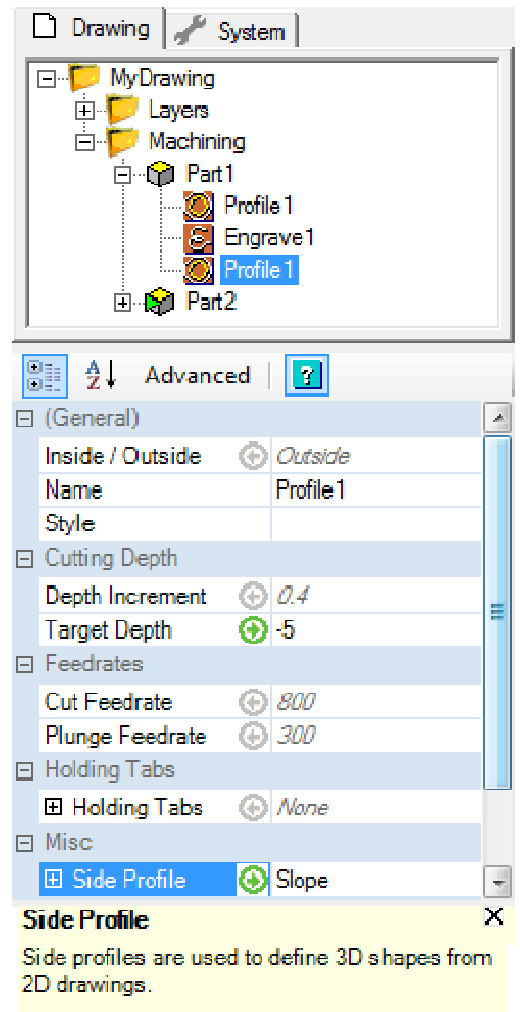 Drawing System
MyDrawing
Layers
Machining
Part1
Profile 1
Engrave1
Profile 1
Part2
A Z Advanced ?
(General)
Inside / Outside Outside
Name Profile1
Style
Cutting Depth
Depth Increment 0.4
Target Depth -5
Feedrates
Cut Feedrate 800
Plunge Feedrate 300
Holding Tabs
Holding Tabs None
Misc
Side Profile Slope
Side Profile
Side profiles are used to define 3D shapes from
2D drawings.